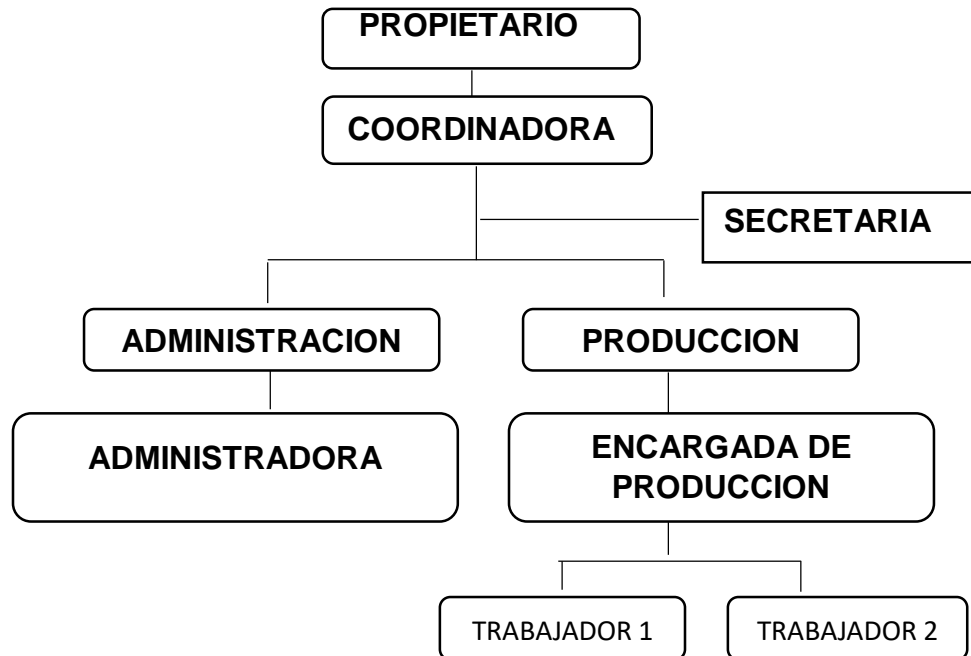 PROPIETARIO
COORDINADORA
SECRETARIA
ADMINISTRACION
PRODUCCION
ADMINISTRADORA
ENCARGADA DE
PRODUCCION
TRABAJADOR 1
TRABAJADOR 2